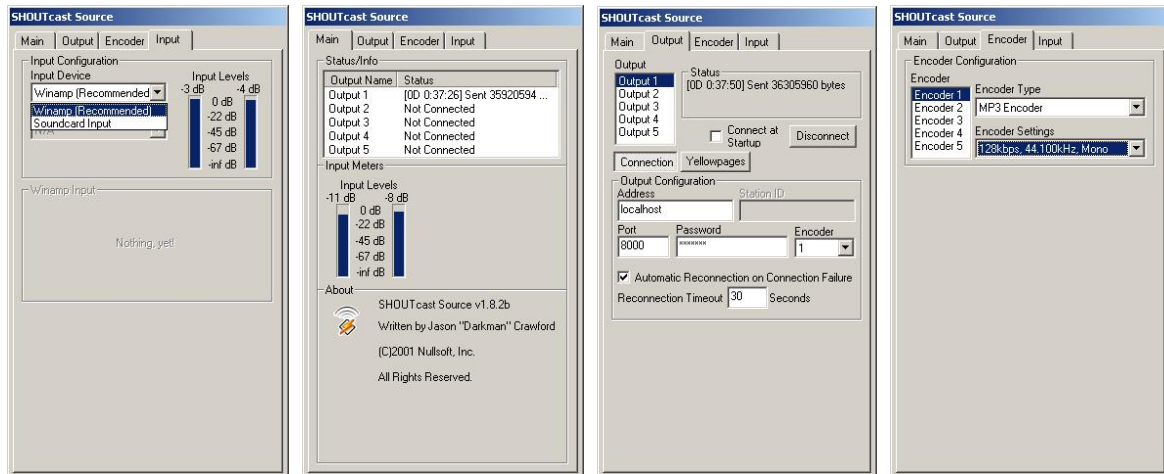 SHOUTcast Source
Main Output Encoder Input
Input Configuration
Input Device
Input Levels
-3 dB -4 dB
Winamp (Recommended)
Winamp (Recommended)
Soundcard Input
N/A
0 dB
-22 dB
-45 dB
-67 dB
-inf dB
Winamp Input
Nothing, yet!
SHOUTcast Source
Main Output Encoder Input
Status/Info
Output Name Status
Output 1 [0D 0:37:26] Sent 35920594 ...
Output 2 Not Connected
Output 3 Not Connected
Output 4 Not Connected
Output 5 Not Connected
Input Meters
Input Levels
-11 dB -8 dB
0 dB
-22 dB
-45 dB
-67 dB
-inf dB
About
SHOUTcast Source v1.8.2b
Written by Jason "Darkman" Crawford
(C)2001 Nullsoft, Inc.
All Rights Reserved.
SHOUTcast Source
Main Output Encoder Input
Output
Output 1
Output 2
Output 3
Output 4
Output 5
Status
[0D 0:37:50] Sent 36305960 bytes
Connect at
Startup
Disconnect
Connection Yellowpages
Output Configuration
Address Station ID
localhost
Port Password Encoder
8000 ******* 1
Automatic Reconnection on Connection Failure
Reconnection Timeout 30 Seconds
SHOUTcast Source
Main Output Encoder Input
Encoder Configuration
Encoder
Encoder 1
Encoder 2
Encoder 3
Encoder 4
Encoder 5
Encoder Type
MP3 Encoder
Encoder Settings
128kbps, 44.100kHz, Mono